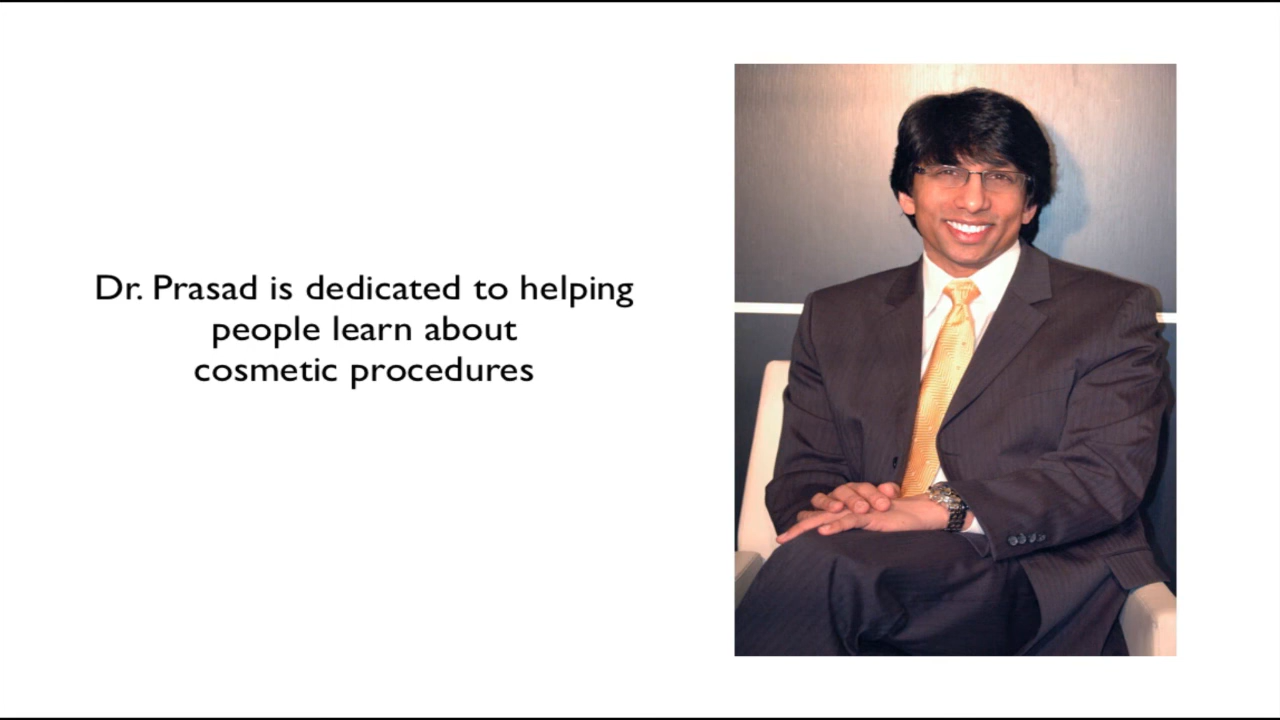 Dr. Prasad is dedicated to helping
people learn about
cosmetic procedures